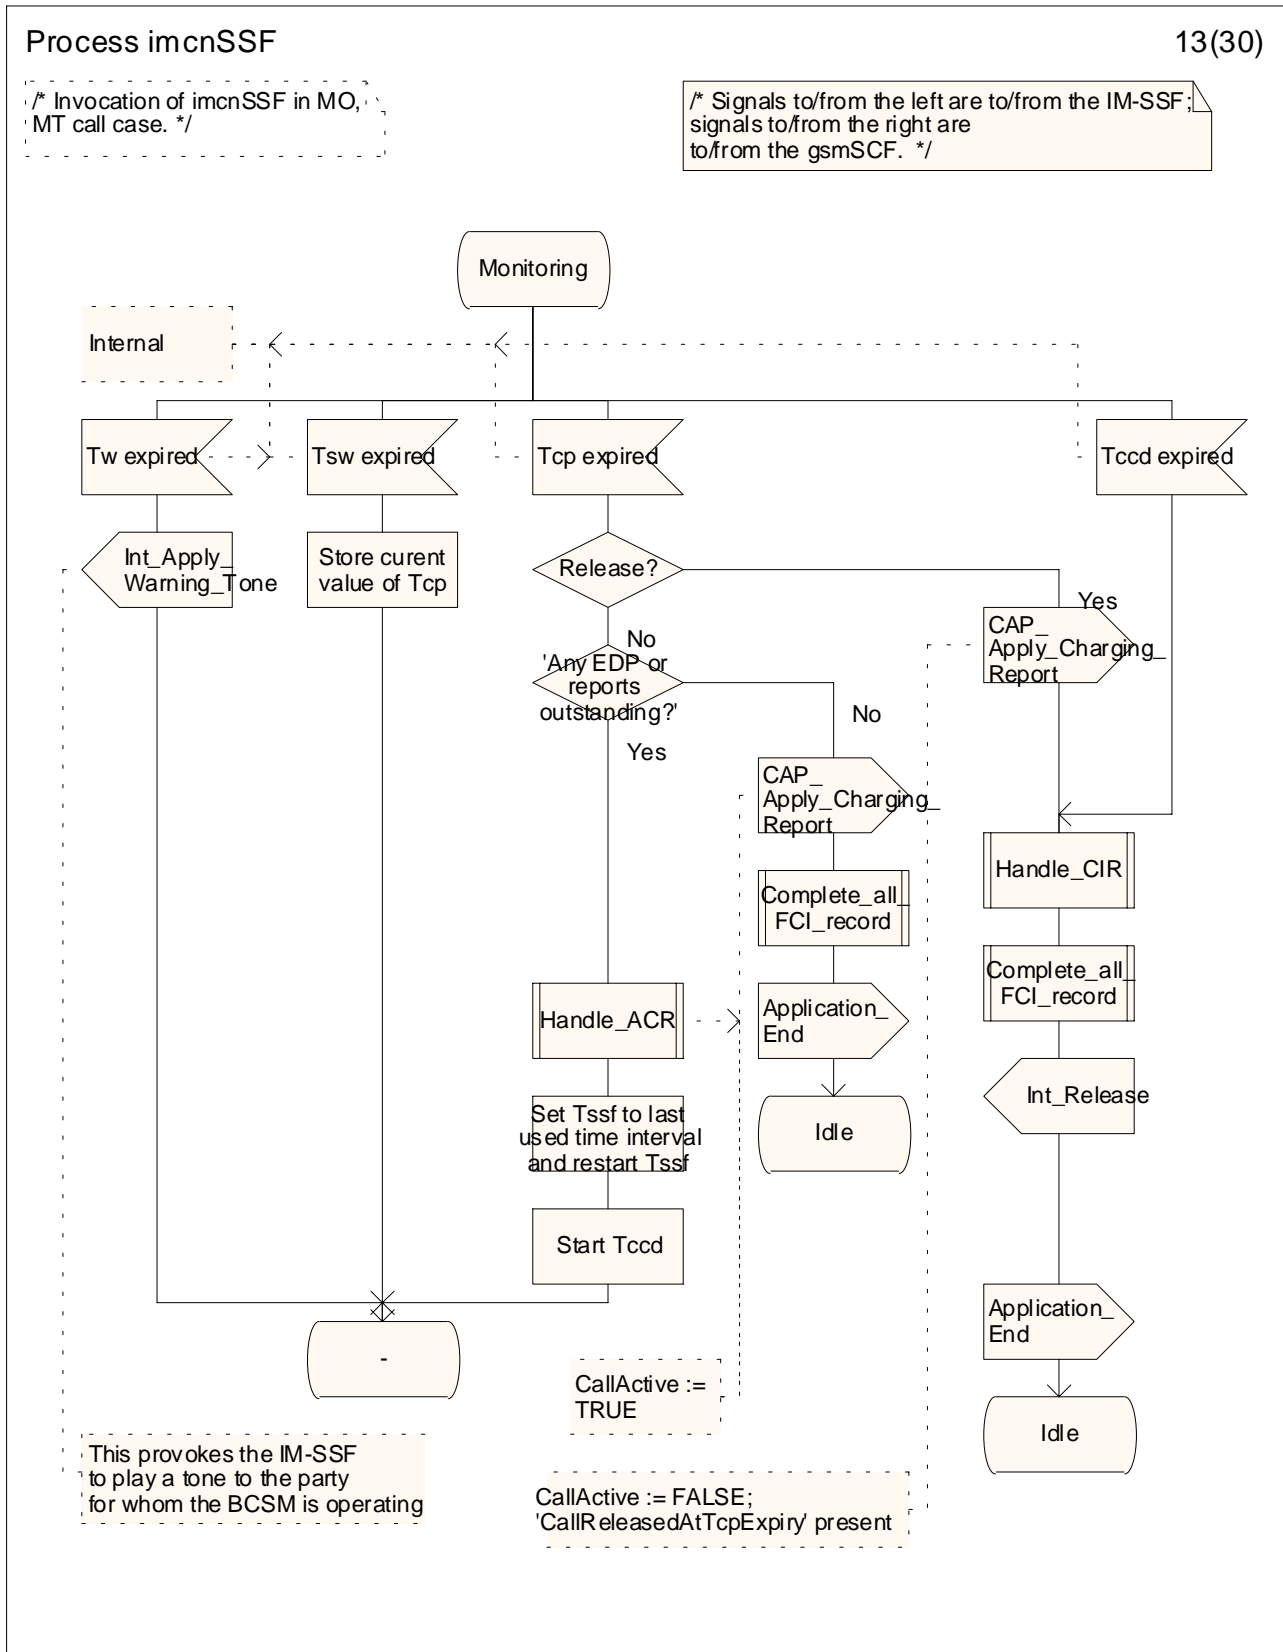 Process imcnSSF
13(30)
/* Invocation of imcnSSF in MO,
MT call case. */
/* Signals to/from the left are to/from the IM-SSF;
signals to/from the right are
to/from the gsmSCF. */
Monitoring
Internal
Tw expired
Tsw expired
Tcp expired
Tccd expired
Int_Apply_
Warning_Tone
Store curent
value of Tcp
Release?
Yes
No
CAP_
Apply_Charging_
Report
'Any EDP or
reports
outstanding?'
No
Yes
CAP_
Apply_Charging_
Report
Handle_CIR
Complete_all_
FCI_record
Complete_all_
FCI_record
Handle_ACR
Application_
End
Int_Release
Set Tssf to last
used time interval
and restart Tssf
Idle
Start Tccd
Application_
End
-
CallActive :=
TRUE
Idle
This provokes the IM-SSF
to play a tone to the party
for whom the BCSM is operating
CallActive := FALSE;
'CallReleasedAtTcpExpiry' present